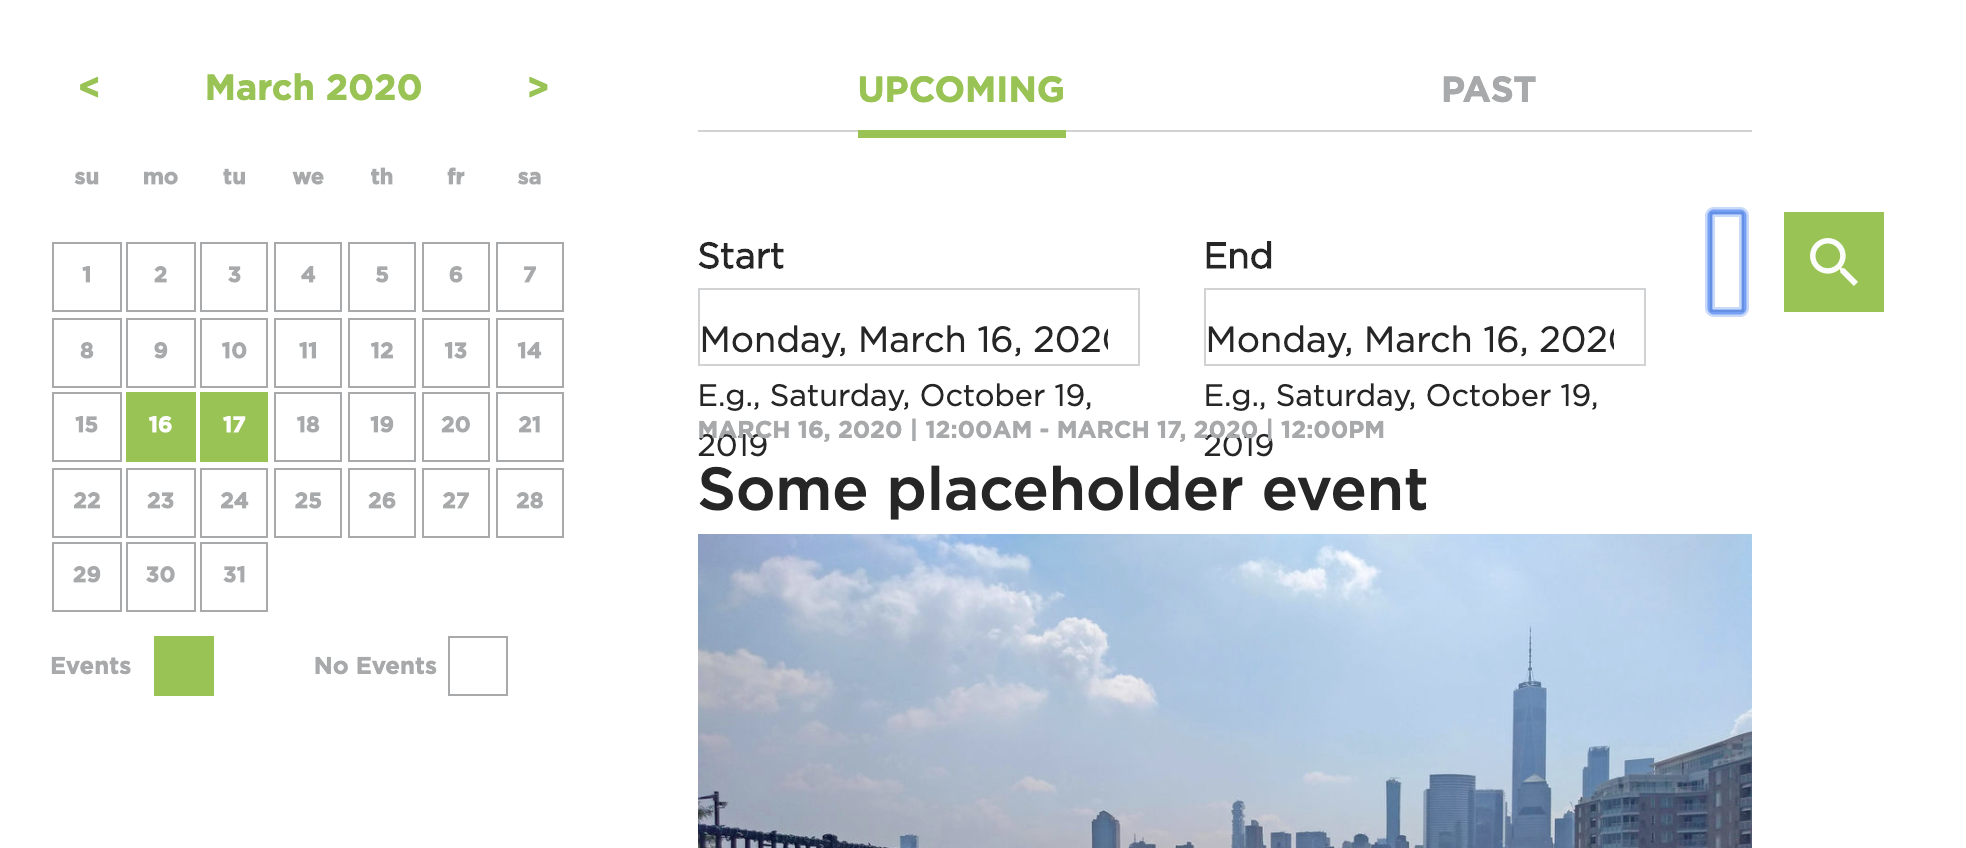 < March 2020 >
su mo tu we th fr sa
1 2 3 4 5 6 7
8 9 10 11 12 13 14
15 16 17 18 19 20 21
22 23 24 25 26 27 28
29 30 31
Events No Events
UPCOMING PAST
Start
Monday, March 16, 202
E.g., Saturday, October 19,
2019
End
Monday, March 16, 202
E.g., Saturday, October 19,
2019
MARCH 16, 2020 | 12:00AM - MARCH 17, 2020 | 12:00PM
Some placeholder event